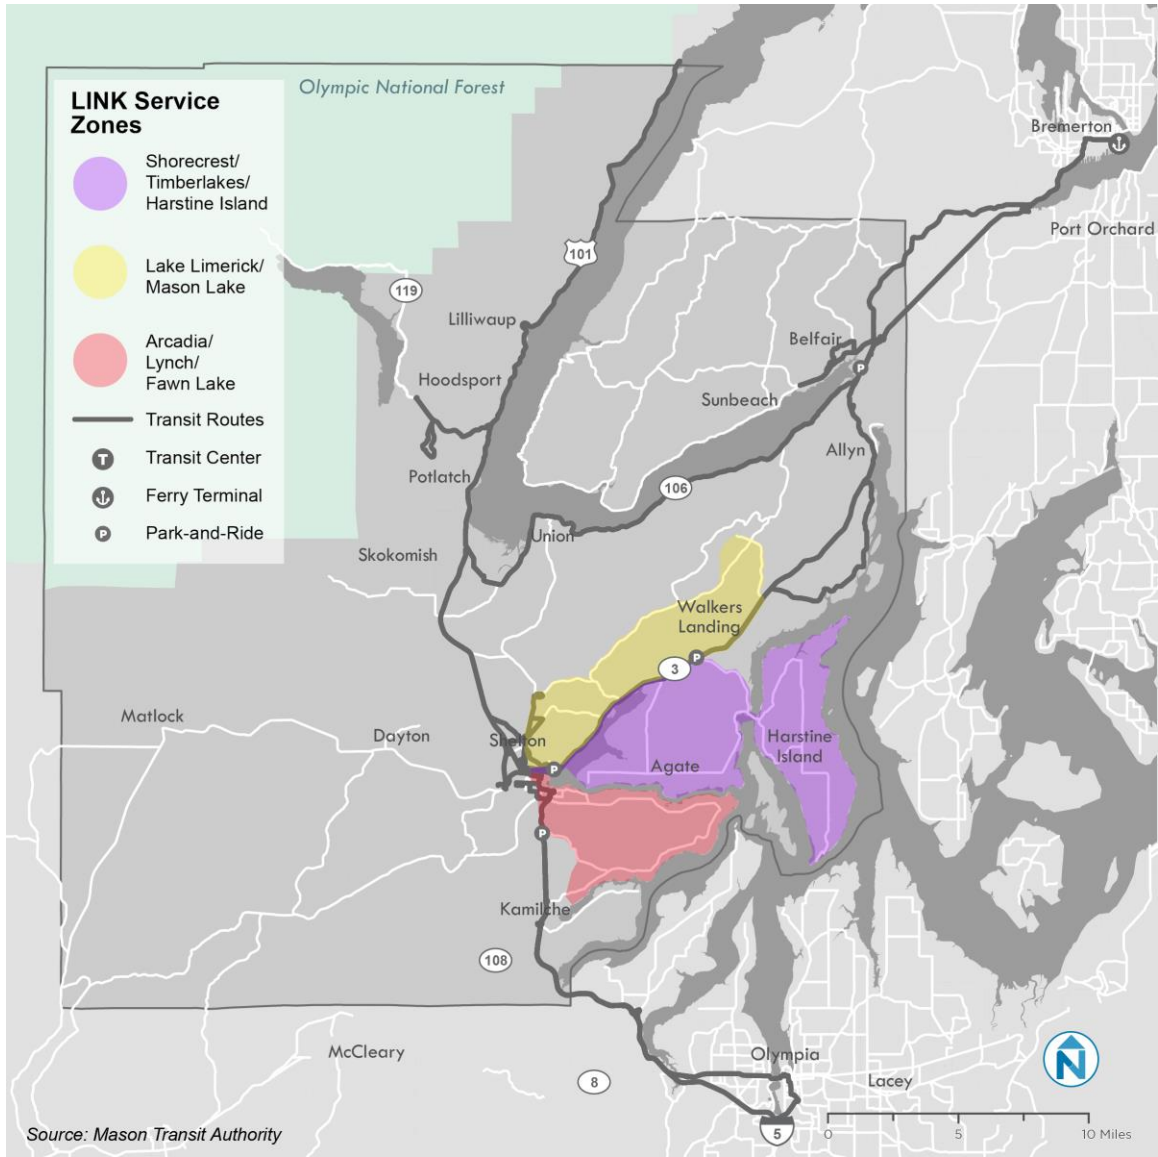 LINK Service
Zones
Shorecrest/
Timberlakes/
Harstine Island
Lake Limerick/
Mason Lake
Arcadia/
Lynch/
Fawn Lake
Transit Routes
T
Transit Center
Ferry Terminal
P
Park-and-Ride
Olympic National Forest
Bremerton
Port Orchard
101
119
Lilliwaup
Belfair
P
Hoodsport
Sunbeach
Allyn
Potlatch
106
Union
Skokomish
Walkers
Landing
P
3
Matlock
Dayton
Shelton
Harstine
Island
P
Agate
P
Kamilche
108
McCleary
Olympia
8
Lacey
N
5
0
5
10 Miles
Source: Mason Transit Authority